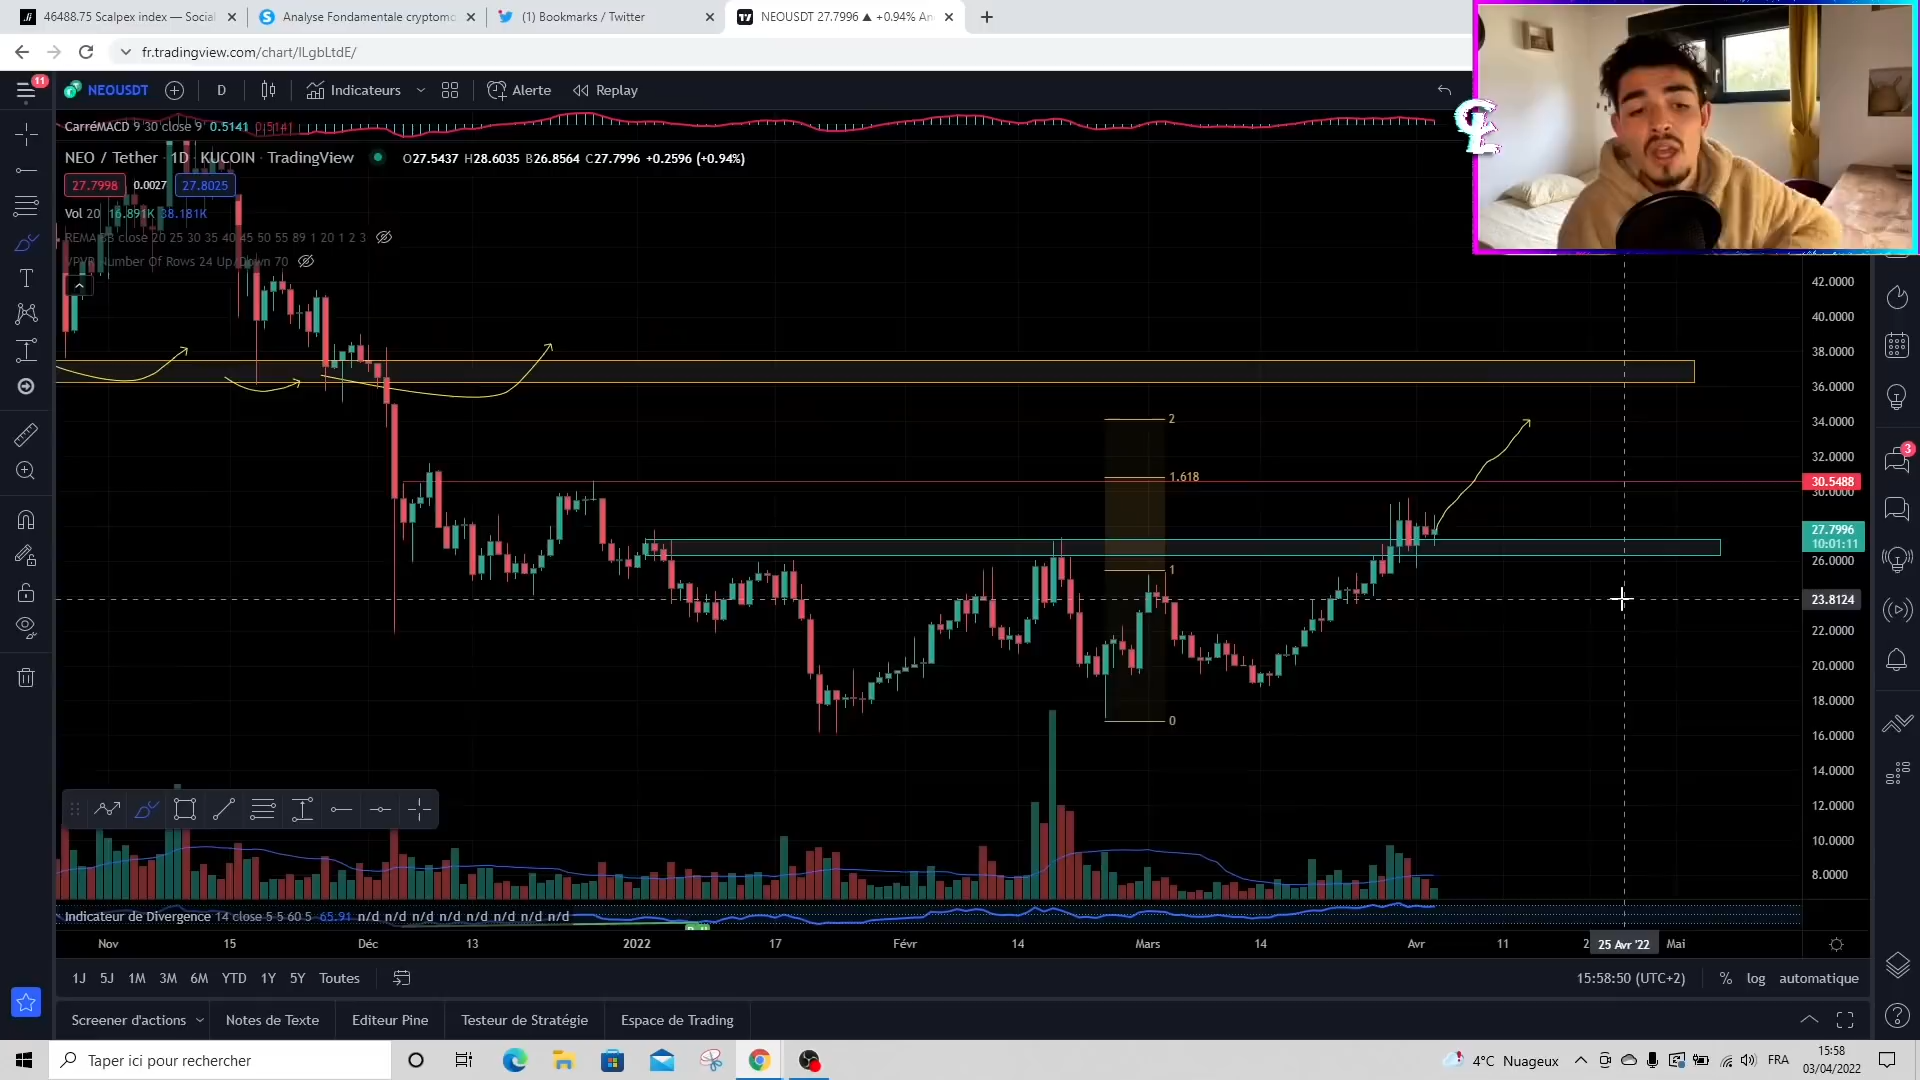 46488.75 Scalpex index — Social
Analyse Fondamentale cryptomo
(1) Bookmarks / Twitter
NEOUSDT 27.7996 ▲ +0.94% An
fr.tradingview.com/chart/lLgbLtdE/
11
NEOUSDT
D
Indicateurs
Alerte
Replay
CarréMACD 9 30 close 9 0.5141 0.5141
NEO / Tether · 1D · KUCOIN · TradingView
O27.5437 H28.6035 B26.8564 C27.7996 +0.2596 (+0.94%)
27.7998
0.0027
27.8025
Vol 20 16.891K 38.181K
close 20 25 30 35 40 45 50 55 89 1 20 1 2 3
VPVR Number Of Rows 24 Up/Down 70
42.0000
40.0000
38.0000
36.0000
34.0000
32.0000
30.5488
30.0000
27.7996
10:01:11
26.0000
23.8124
22.0000
20.0000
18.0000
16.0000
14.0000
12.0000
10.0000
8.0000
2
1.618
1
0
3
Indicateur de Divergence 14 close 5 5 60 5 65.91 n/d n/d n/d n/d n/d n/d n/d n/d
Nov
15
Déc
13
2022
17
Févr
14
Mars
14
Avr
11
2
25 Avr '22
Mai
1J
5J
1M
3M
6M
YTD
1Y
5Y
Toutes
15:58:50 (UTC+2)
%
log
automatique
Screener d'actions
Notes de Texte
Editeur Pine
Testeur de Stratégie
Espace de Trading
Taper ici pour rechercher
4°C Nuageux
FRA
15:58
03/04/2022